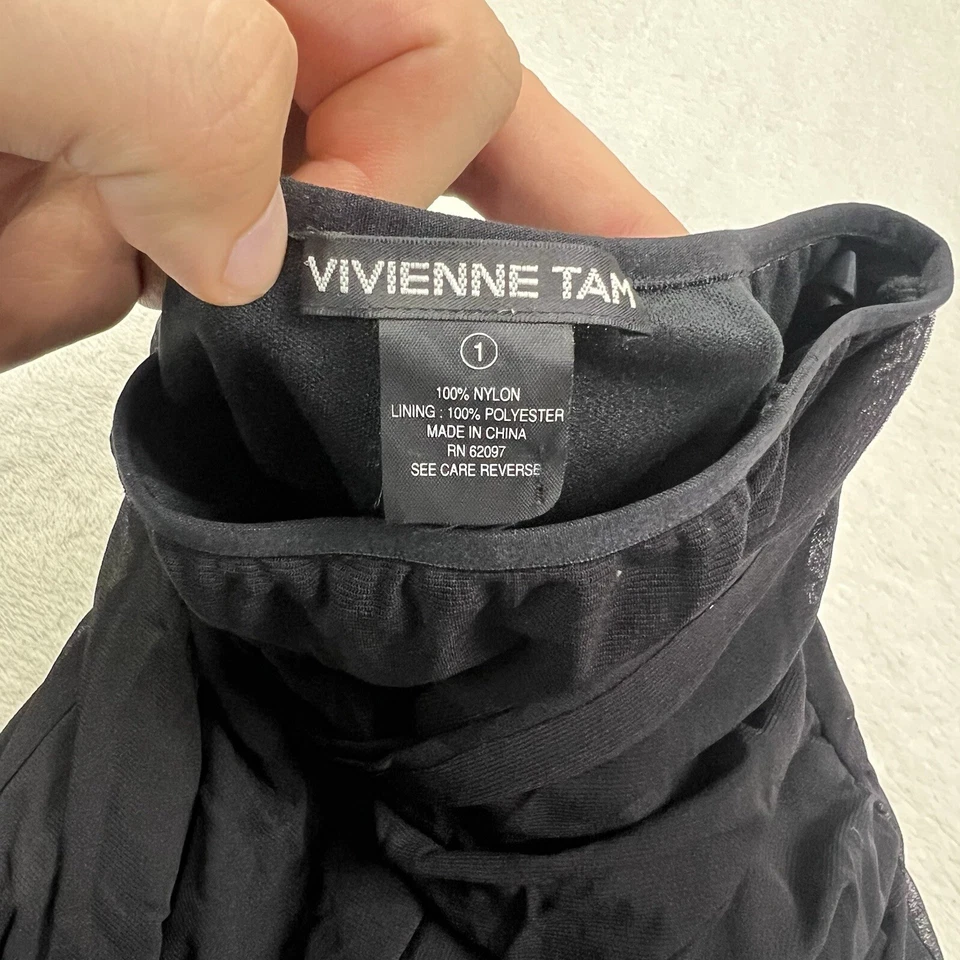 VIVIENNE TAM
1
100% NYLON
LINING : 100% POLYESTER
MADE IN CHINA
RN 62097
SEE CARE REVERSE